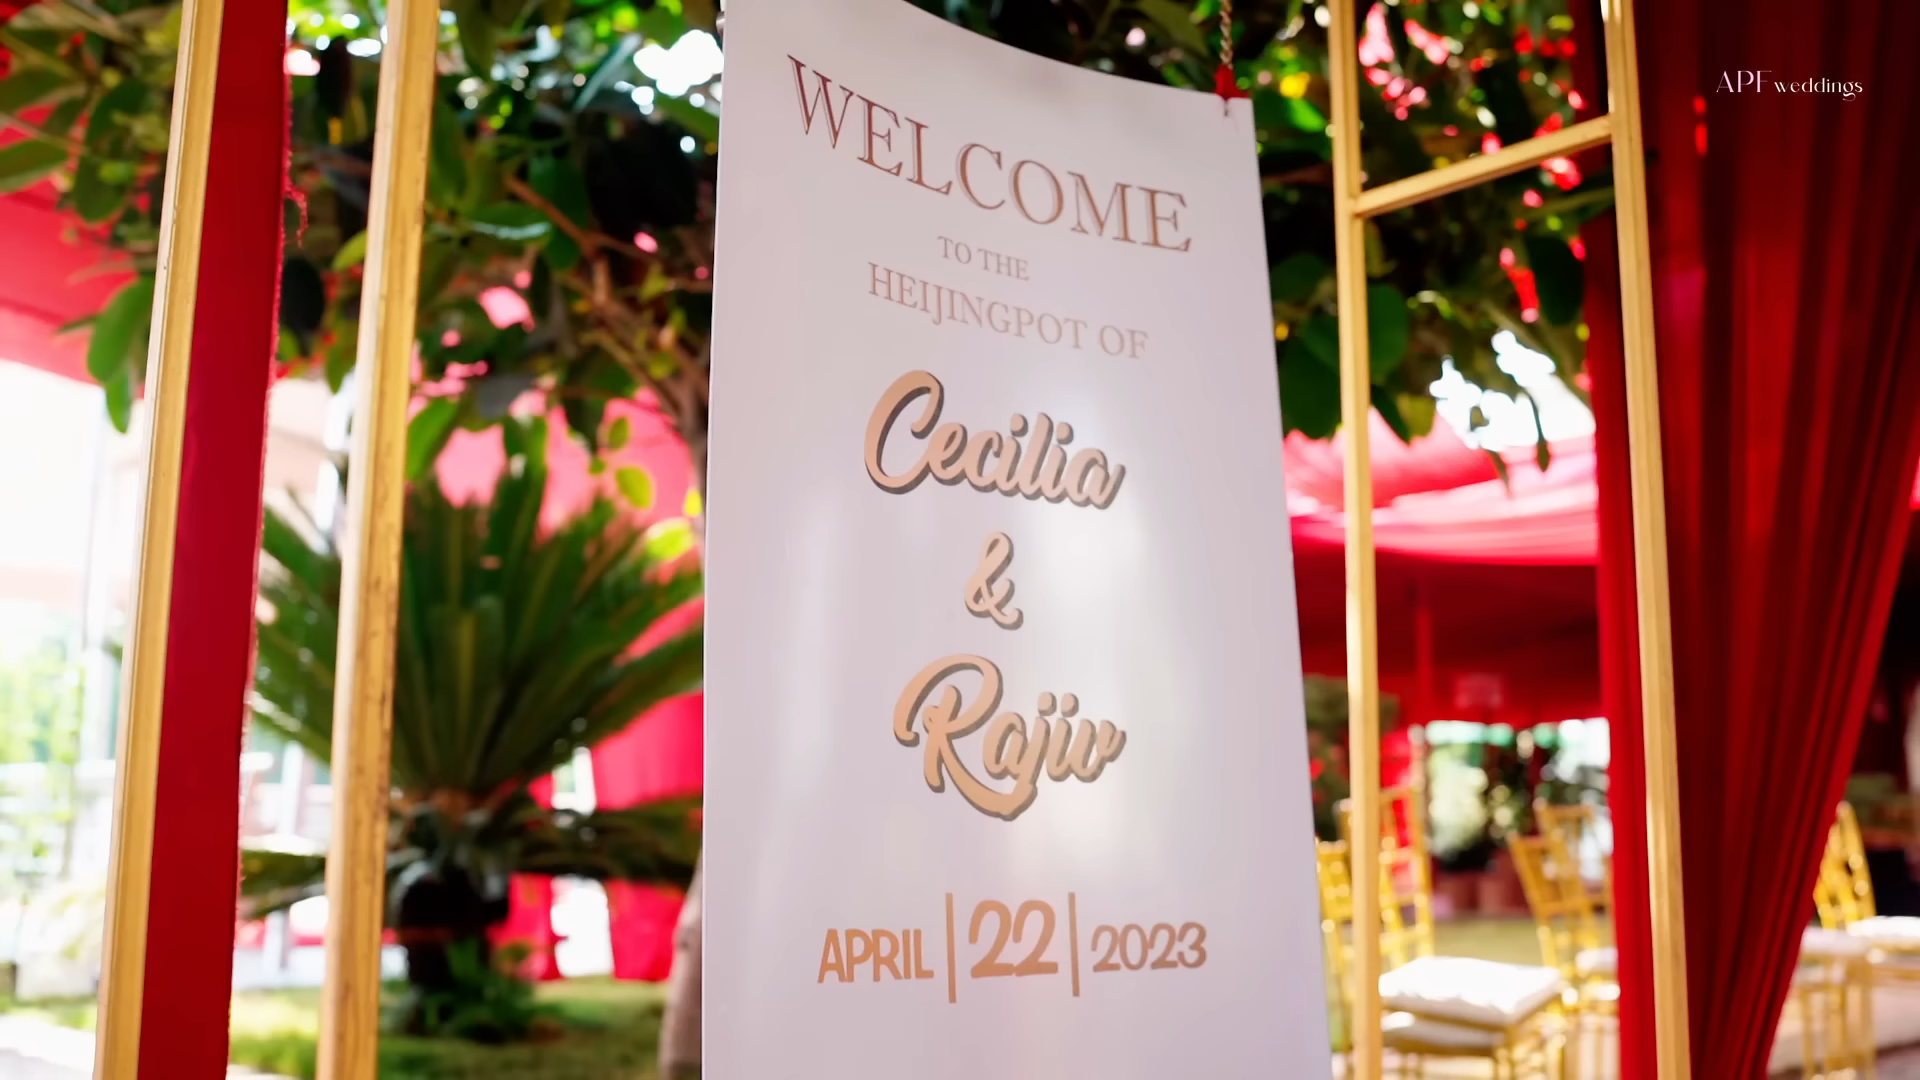 APF weddings
WELCOME
TO THE
HEIJINGPOT OF
Cecilia
&
Rajiv
APRIL | 22 | 2023